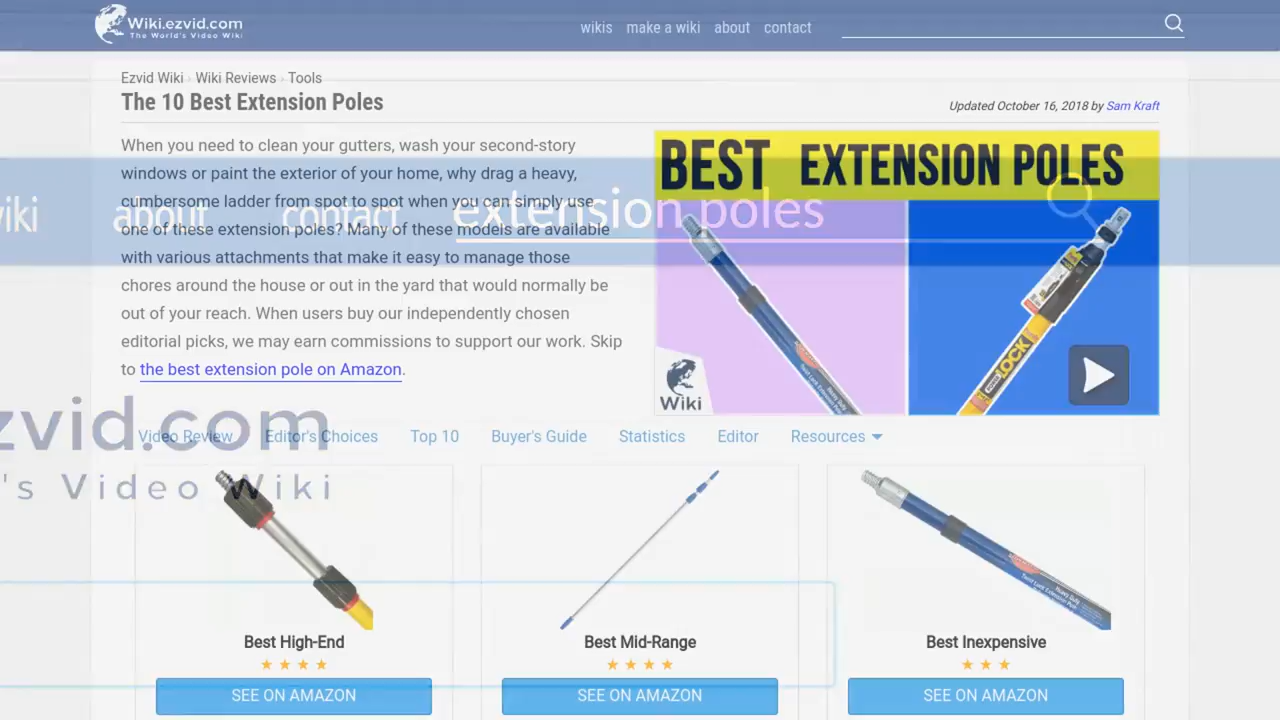 Wiki.ezvid.com
The World's Video Wiki
wikis make a wiki about contact
Ezvid Wiki › Wiki Reviews › Tools
The 10 Best Extension Poles
Updated October 16, 2018 by Sam Kraft
When you need to clean your gutters, wash your second-story
windows or paint the exterior of your home, why drag a heavy,
cumbersome ladder from spot to spot when you can simply use
one of these extension poles? Many of these models are available
with various attachments that make it easy to manage those
chores around the house or out in the yard that would normally be
out of your reach. When users buy our independently chosen
editorial picks, we may earn commissions to support our work. Skip
to the best extension pole on Amazon.
BEST EXTENSION POLES
LOCK
Wiki
viki about contact extension poles
zvid.com
's Video Wiki
Video Review Editor's Choices Top 10 Buyer's Guide Statistics Editor Resources
Best High-End
Best Mid-Range
Best Inexpensive
SEE ON AMAZON
SEE ON AMAZON
SEE ON AMAZON